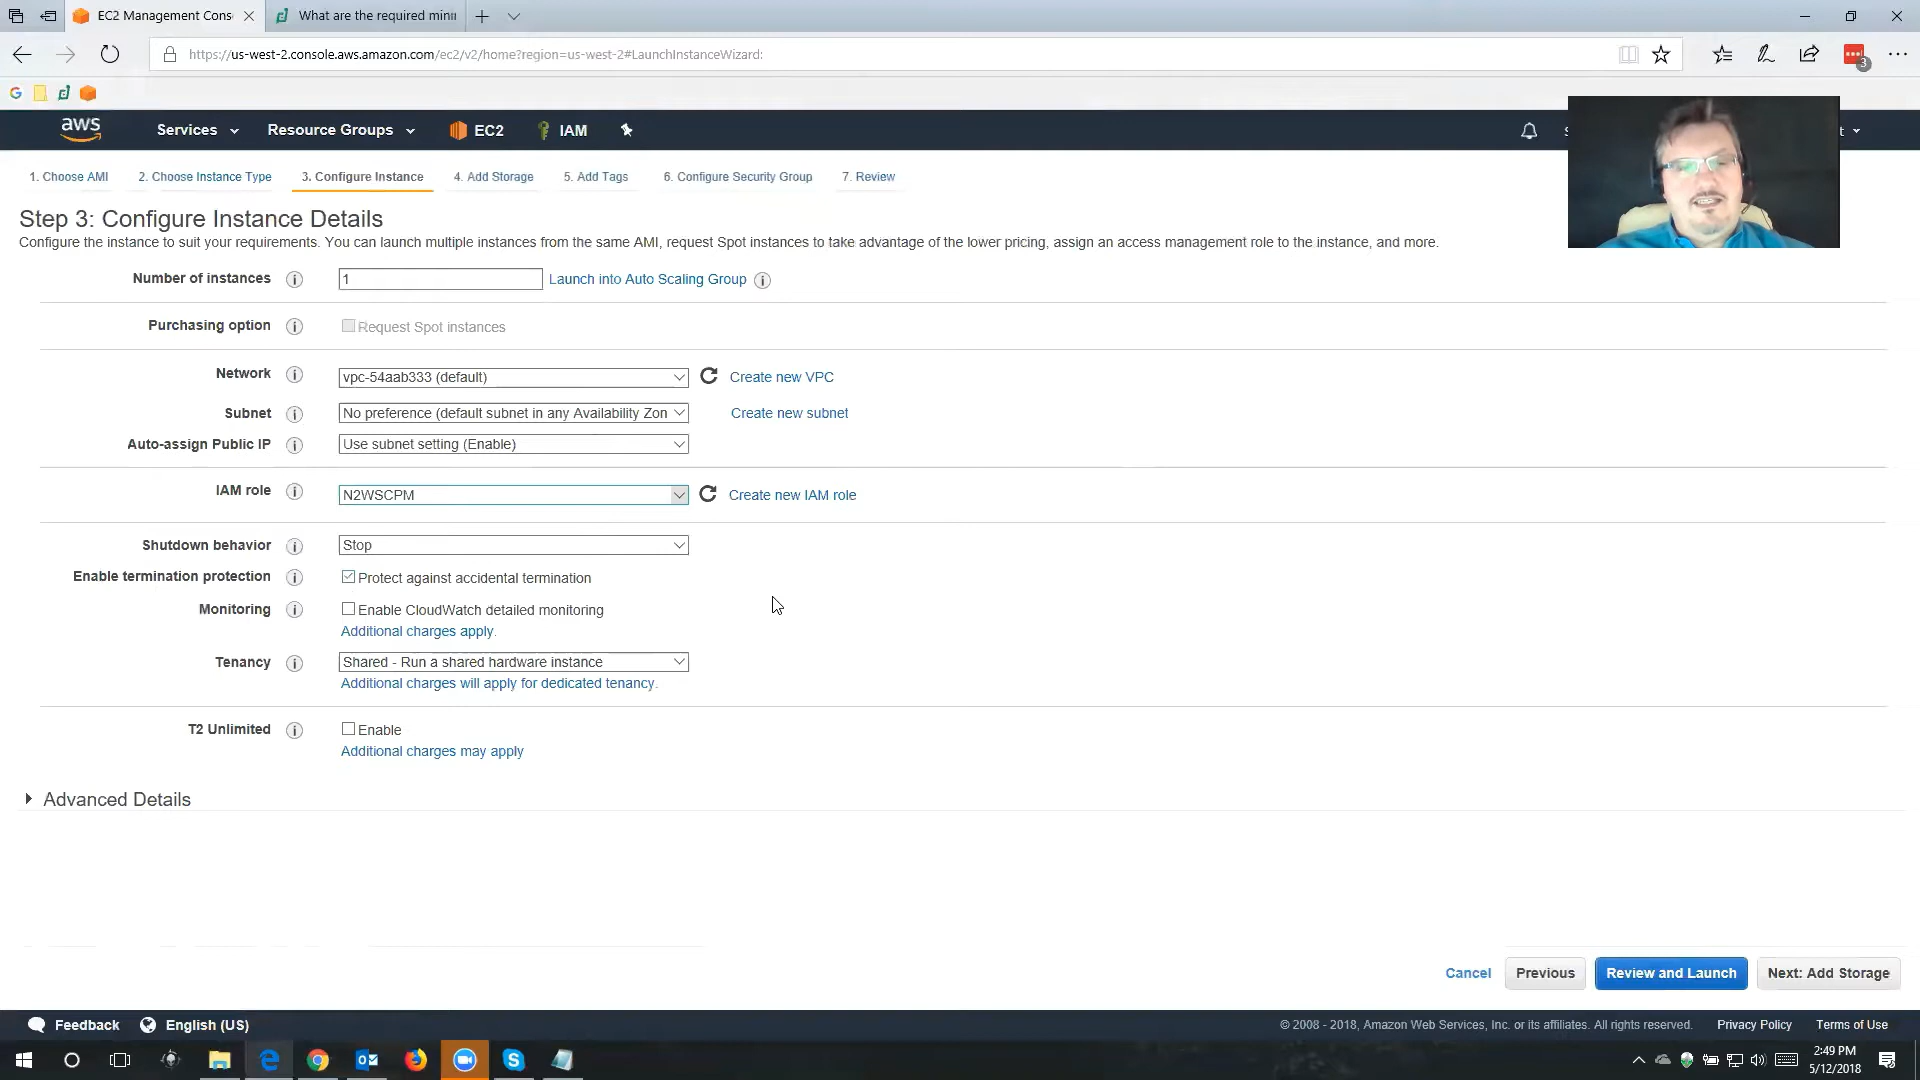 EC2 Management Cons
What are the required mini
https://us-west-2.console.aws.amazon.com/ec2/v2/home?region=us-west-2#LaunchInstanceWizard:
3
aws Services Resource Groups EC2 IAM
1. Choose AMI 2. Choose Instance Type 3. Configure Instance 4. Add Storage 5. Add Tags 6. Configure Security Group 7. Review
Step 3: Configure Instance Details
Configure the instance to suit your requirements. You can launch multiple instances from the same AMI, request Spot instances to take advantage of the lower pricing, assign an access management role to the instance, and more.
Number of instances 1 Launch into Auto Scaling Group
Purchasing option Request Spot instances
Network vpc-54aab333 (default) Create new VPC
Subnet No preference (default subnet in any Availability Zon Create new subnet
Auto-assign Public IP Use subnet setting (Enable)
IAM role N2WSCPM Create new IAM role
Shutdown behavior Stop
Enable termination protection Protect against accidental termination
Monitoring Enable CloudWatch detailed monitoring
Additional charges apply.
Tenancy Shared - Run a shared hardware instance
Additional charges will apply for dedicated tenancy.
T2 Unlimited Enable
Additional charges may apply
Advanced Details
Cancel Previous Review and Launch Next: Add Storage
Feedback English (US) © 2008 - 2018, Amazon Web Services, Inc. or its affiliates. All rights reserved. Privacy Policy Terms of Use
2:49 PM
5/12/2018